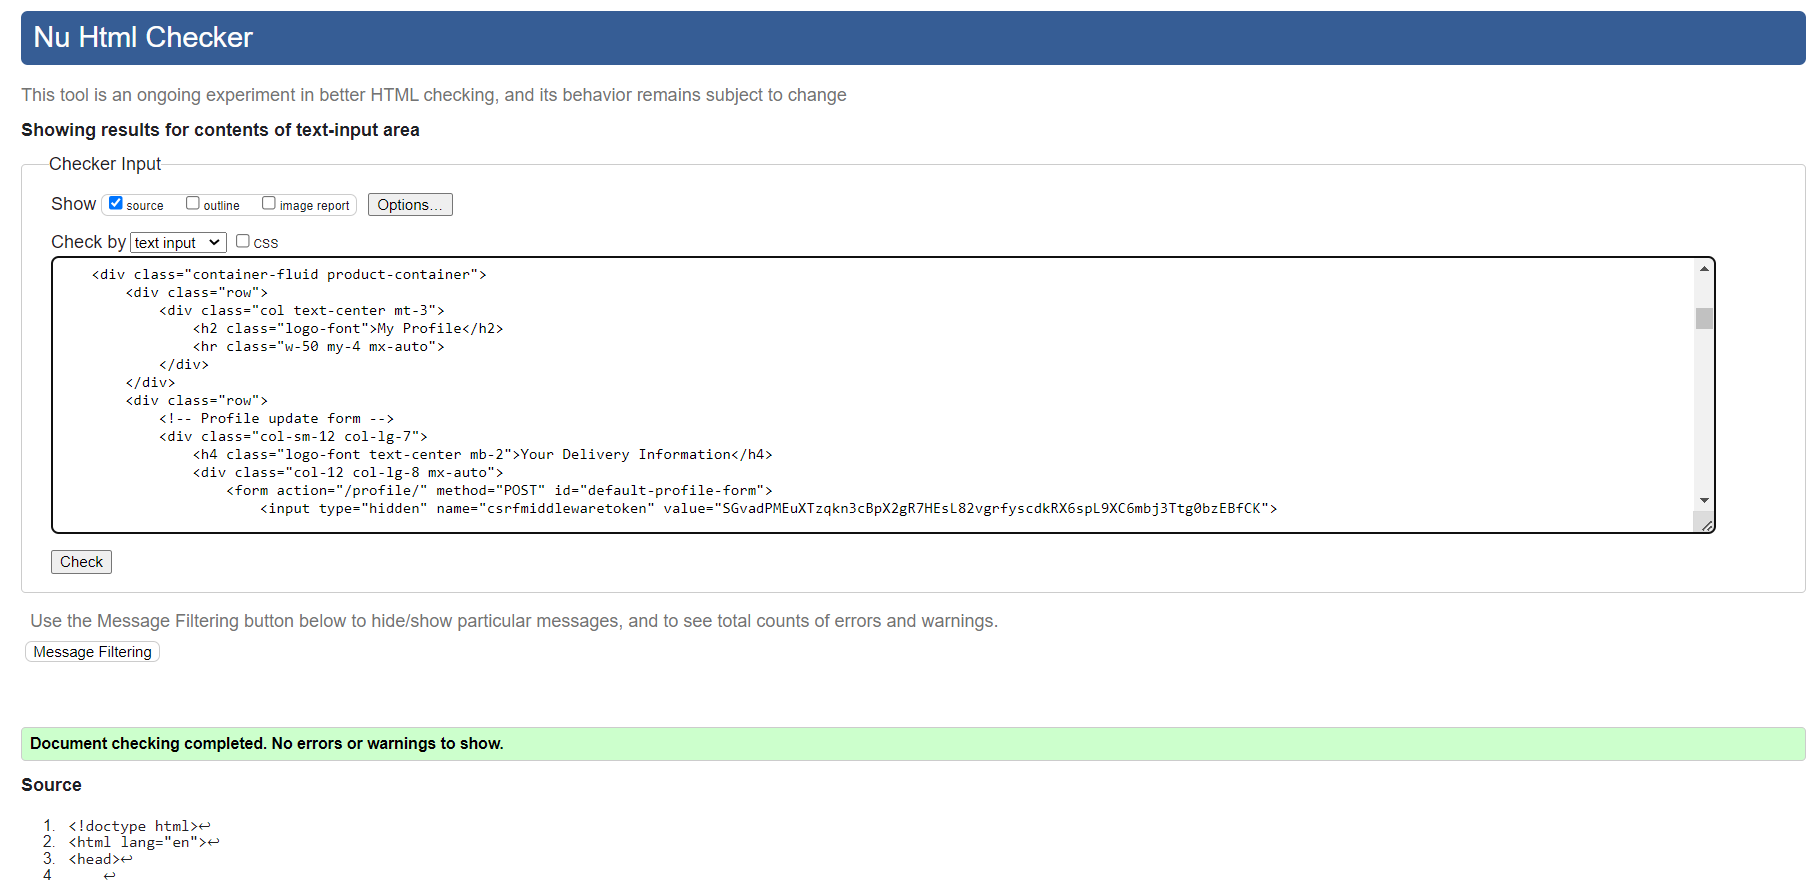 Nu Html Checker
This tool is an ongoing experiment in better HTML checking, and its behavior remains subject to change
Showing results for contents of text-input area
Checker Input
Show source outline image report Options...
Check by text input css
<div class="container-fluid product-container">
<div class="row">
<div class="col text-center mt-3">
<h2 class="logo-font">My Profile</h2>
<hr class="w-50 my-4 mx-auto">
</div>
</div>
<div class="row">
<!-- Profile update form -->
<div class="col-sm-12 col-lg-7">
<h4 class="logo-font text-center mb-2">Your Delivery Information</h4>
<div class="col-12 col-lg-8 mx-auto">
<form action="/profile/" method="POST" id="default-profile-form">
<input type="hidden" name="csrfmiddlewaretoken" value="SGvadPMEuXTzqkn3cBpX2gR7HEsL82vgrfyscdkRX6spL9XC6mbj3Ttg0bzEBfCK">
Check
Use the Message Filtering button below to hide/show particular messages, and to see total counts of errors and warnings.
Message Filtering
Document checking completed. No errors or warnings to show.
Source
1. <!doctype html>↩
2. <html lang="en">↩
3. <head>↩
4 ↩